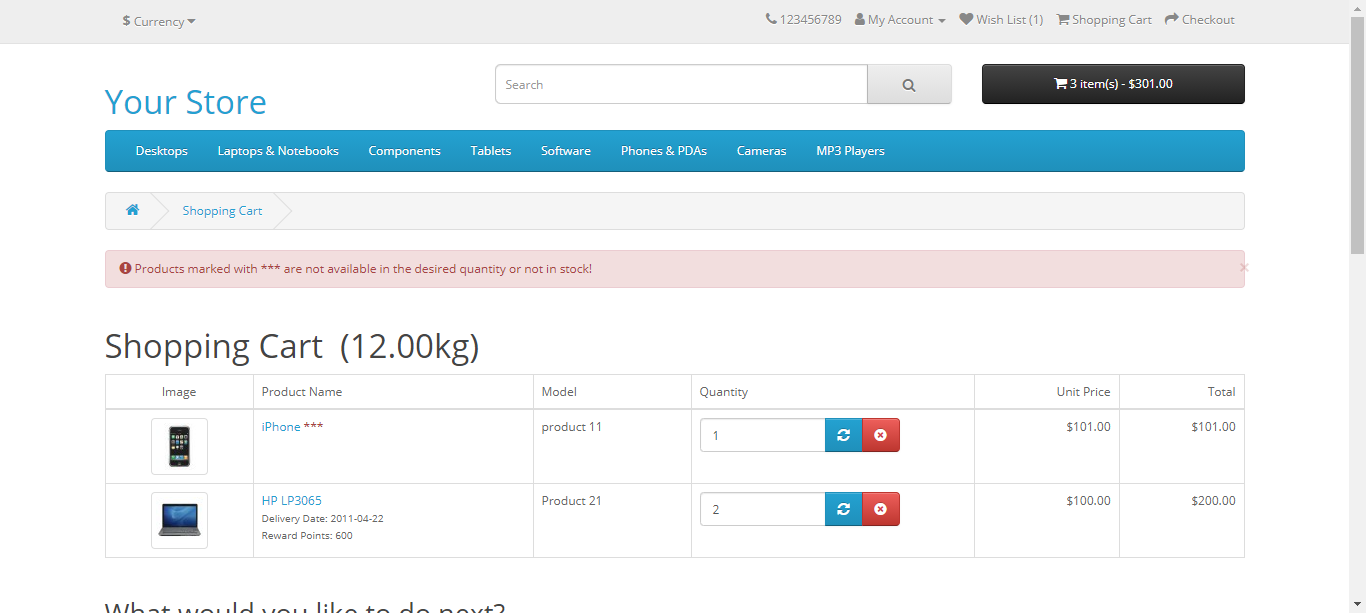 $ Currency
123456789 My Account Wish List (1) Shopping Cart Checkout
Your Store
Search
3 item(s) - $301.00
Desktops Laptops & Notebooks Components Tablets Software Phones & PDAs Cameras MP3 Players
Shopping Cart
Products marked with *** are not available in the desired quantity or not in stock!
×
Shopping Cart (12.00kg)
Image Product Name Model Quantity Unit Price Total
iPhone *** product 11 1 $101.00 $101.00
HP LP3065 Product 21 2 $100.00 $200.00
Delivery Date: 2011-04-22
Reward Points: 600
What would you like to do next?